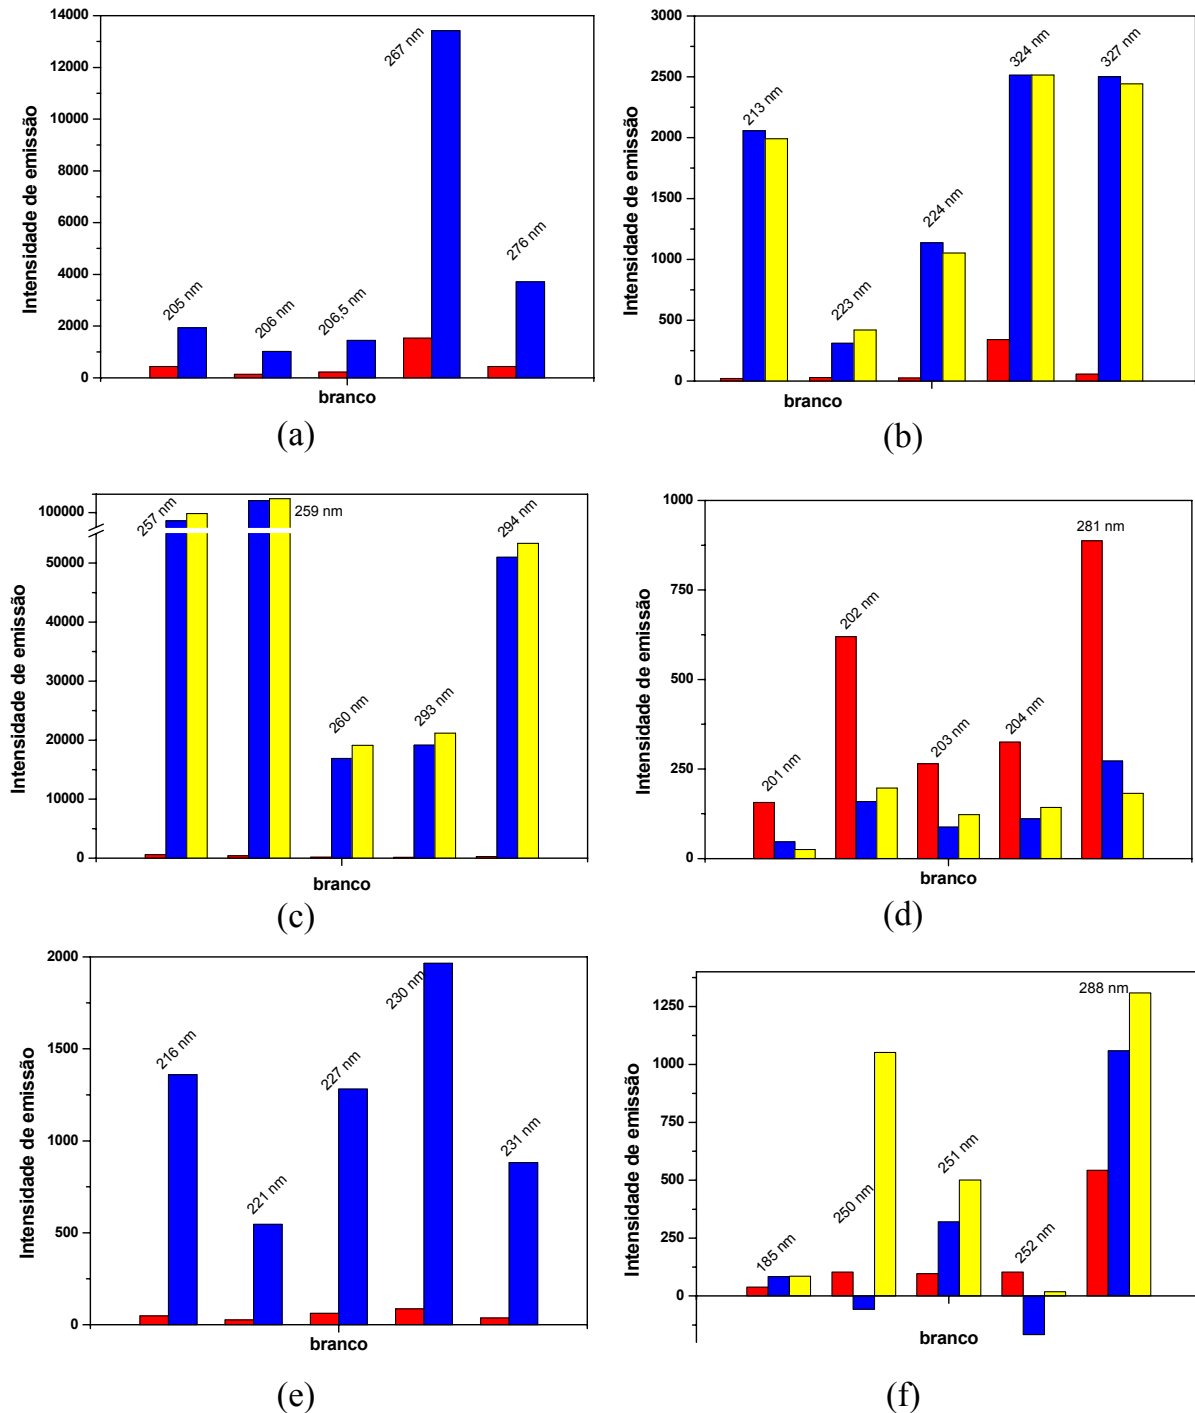 14000
12000
10000
8000
6000
4000
2000
0
Intensidade de emissão
205 nm
206 nm
206,5 nm
267 nm
276 nm
branco
(a)
3000
2500
2000
1500
1000
500
0
Intensidade de emissão
213 nm
223 nm
224 nm
324 nm
327 nm
branco
(b)
100000
50000
40000
30000
20000
10000
0
Intensidade de emissão
257 nm
259 nm
260 nm
293 nm
294 nm
branco
(c)
1000
750
500
250
0
Intensidade de emissão
201 nm
202 nm
203 nm
204 nm
281 nm
branco
(d)
2000
1500
1000
500
0
Intensidade de emissão
216 nm
221 nm
227 nm
230 nm
231 nm
branco
(e)
1250
1000
750
500
250
0
Intensidade de emissão
185 nm
250 nm
251 nm
252 nm
288 nm
branco
(f)